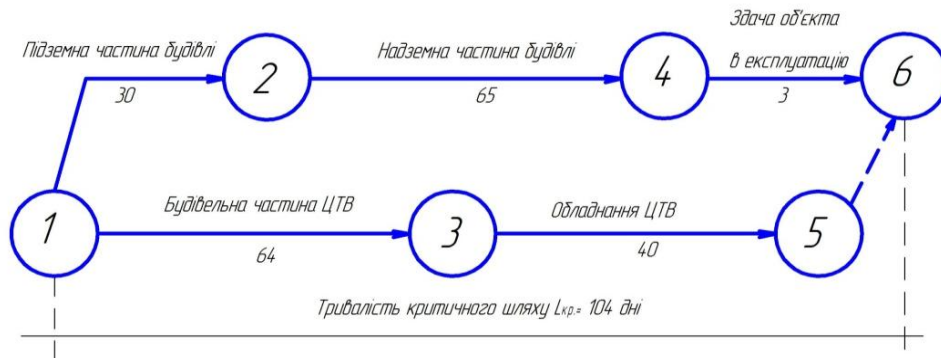 Здача об'єкта
в експлуатацію
3
Підземна частина будівлі
30
Надземна частина будівлі
65
2
4
6
Будівельна частина ЦТВ
64
Обладнання ЦТВ
40
1
3
5
Тривалість критичного шляху Lкр.= 104 дні